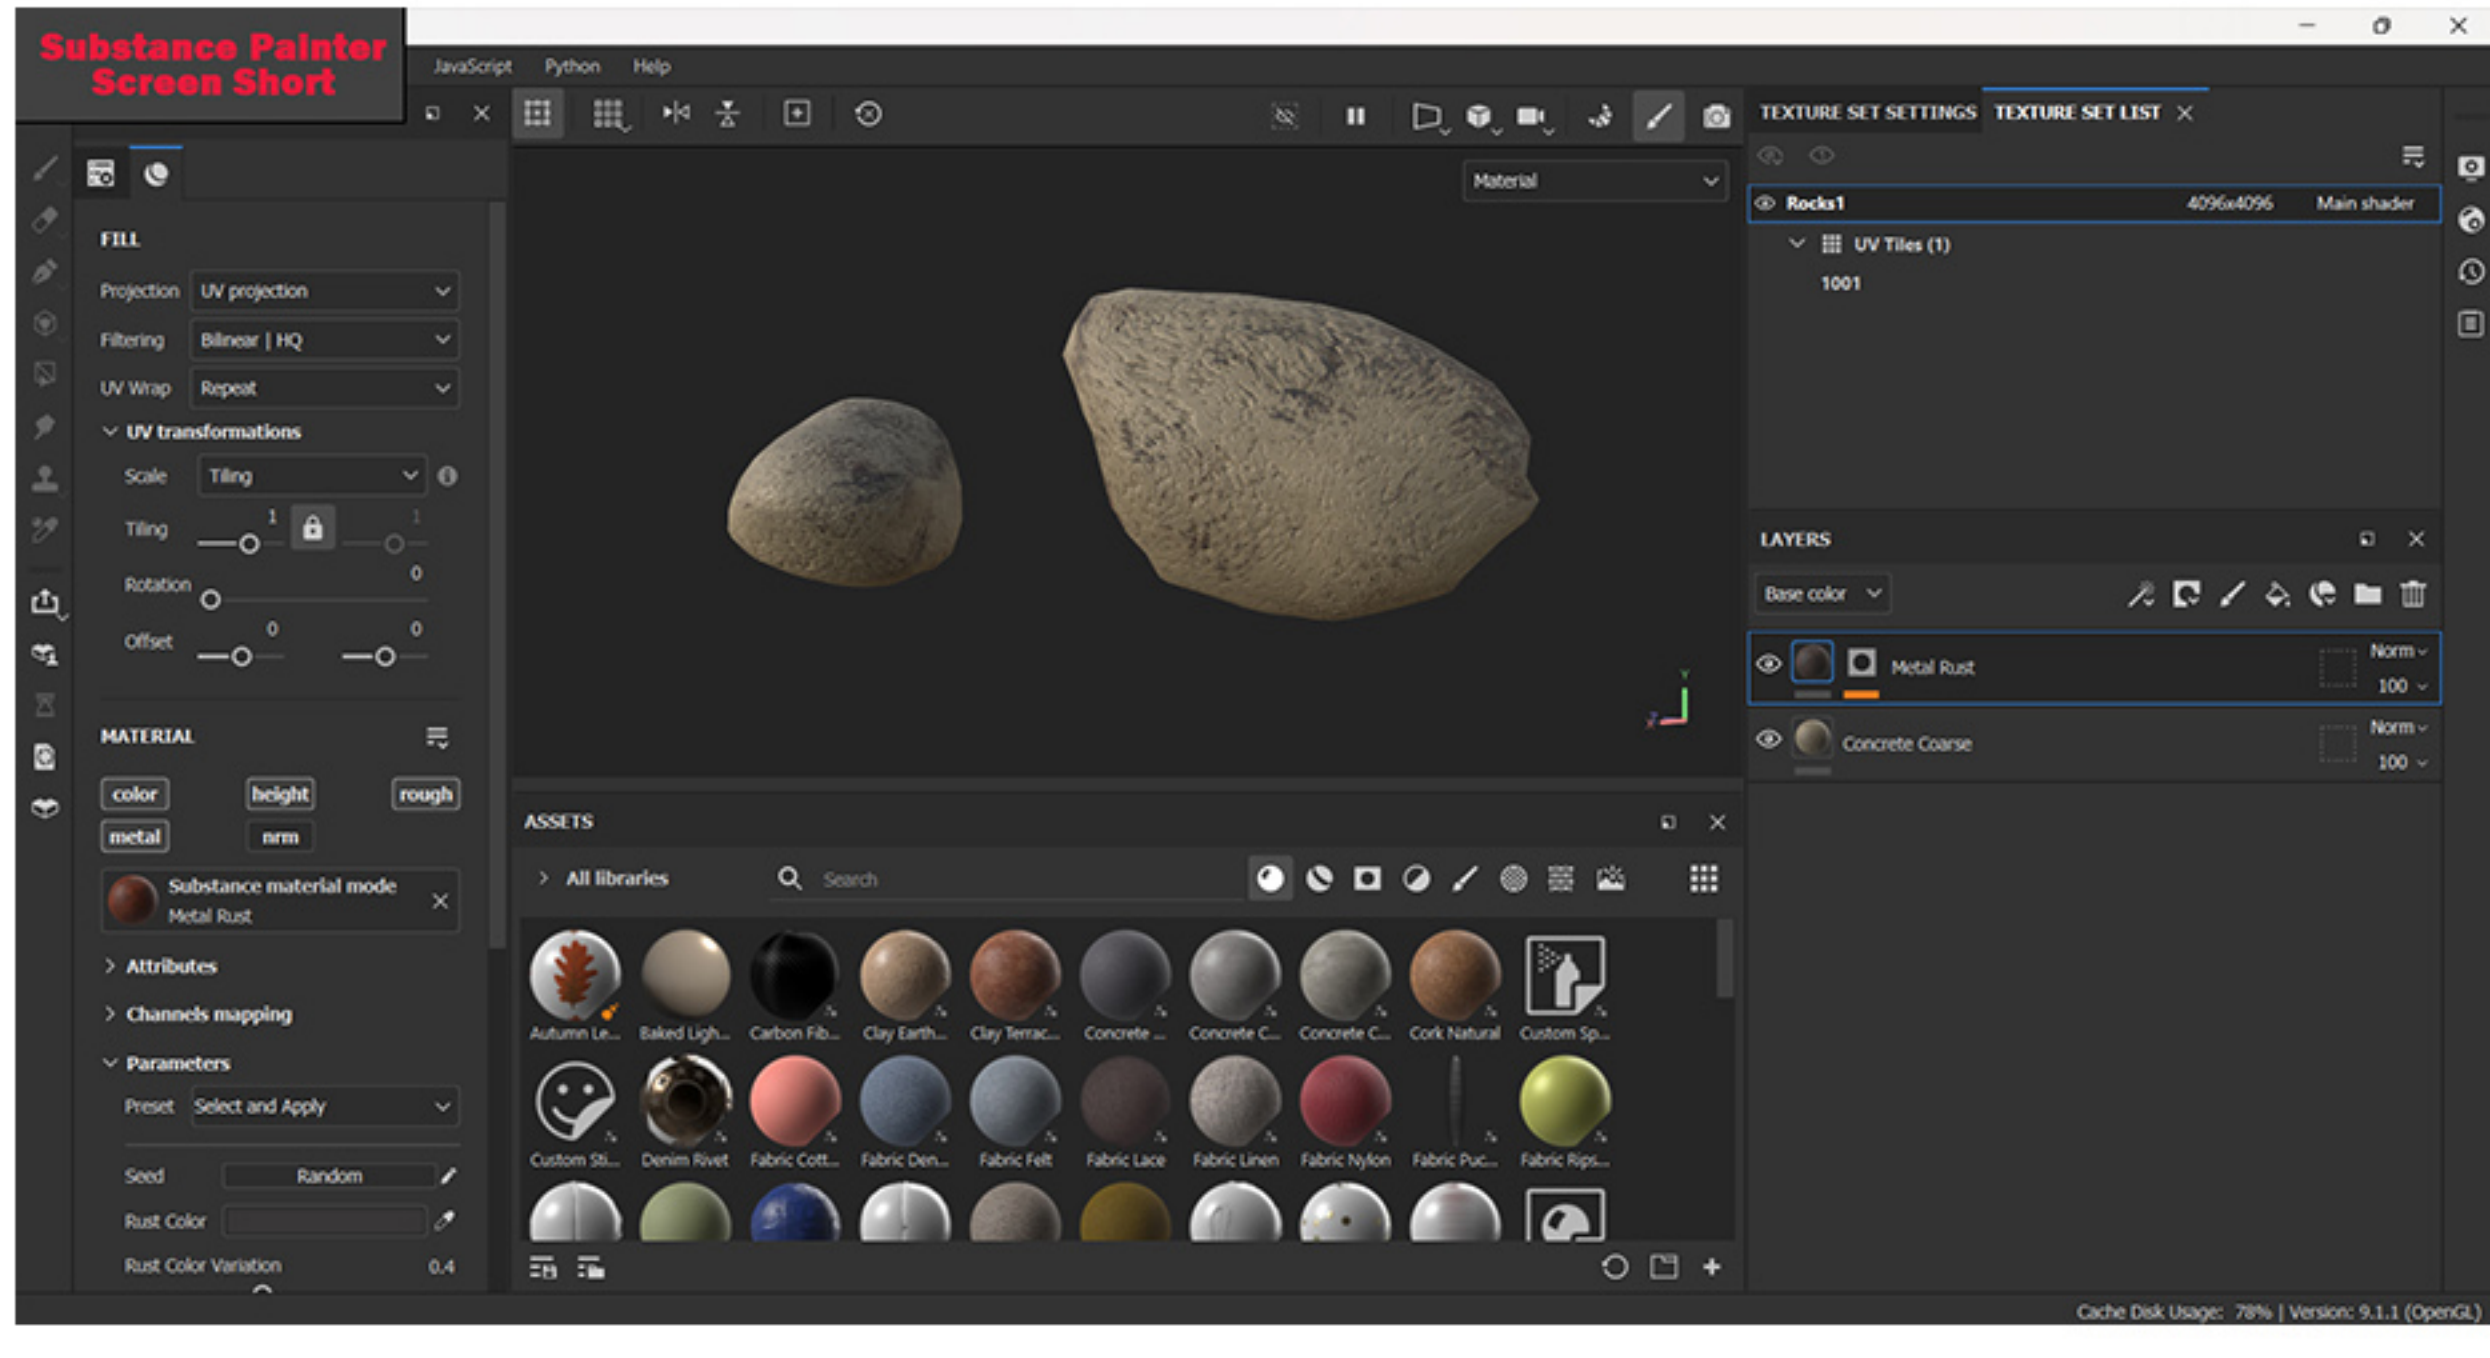 Substance Painter
Screen Short
JavaScript Python Help
FILL
Projection UV projection
Filtering Bilinear | HQ
UV Wrap Repeat
UV transformations
Scale Tiling
Tiling 1 1
Rotation 0
Offset 0 0
MATERIAL
color height rough
metal nrm
Substance material mode
Metal Rust
Attributes
Channels mapping
Parameters
Preset Select and Apply
Seed Random
Rust Color
Rust Color Variation 0.4
Material
Y
ASSETS
All libraries Search
Autumn Le... Baked Ligh... Carbon Fib... Clay Earth... Clay Terrac... Concrete ... Concrete C... Concrete C... Cork Natural Custom Sp...
Custom Sti... Denim Rivet Fabric Cott... Fabric Den... Fabric Felt Fabric Lace Fabric Linen Fabric Nylon Fabric Puc... Fabric Rips...
TEXTURE SET SETTINGS TEXTURE SET LIST
Rocks1 4096x4096 Main shader
UV Tiles (1)
1001
LAYERS
Base color
Metal Rust Norm
100
Concrete Coarse Norm
100
Cache Disk Usage: 78% | Version: 9.1.1 (OpenGL)